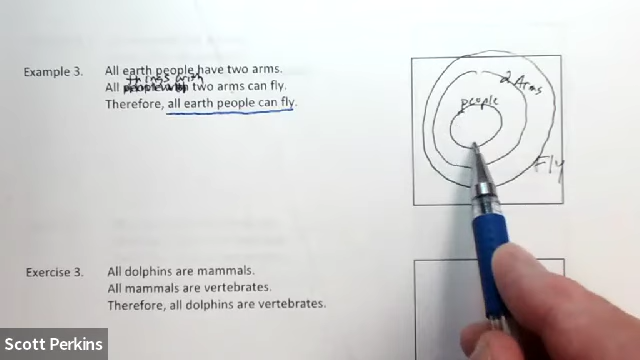 Example 3. All earth people have two arms.
things with
All people with two arms can fly.
Therefore, all earth people can fly.
2 Arms
people
Fly
Exercise 3. All dolphins are mammals.
All mammals are vertebrates.
Therefore, all dolphins are vertebrates.
Scott Perkins